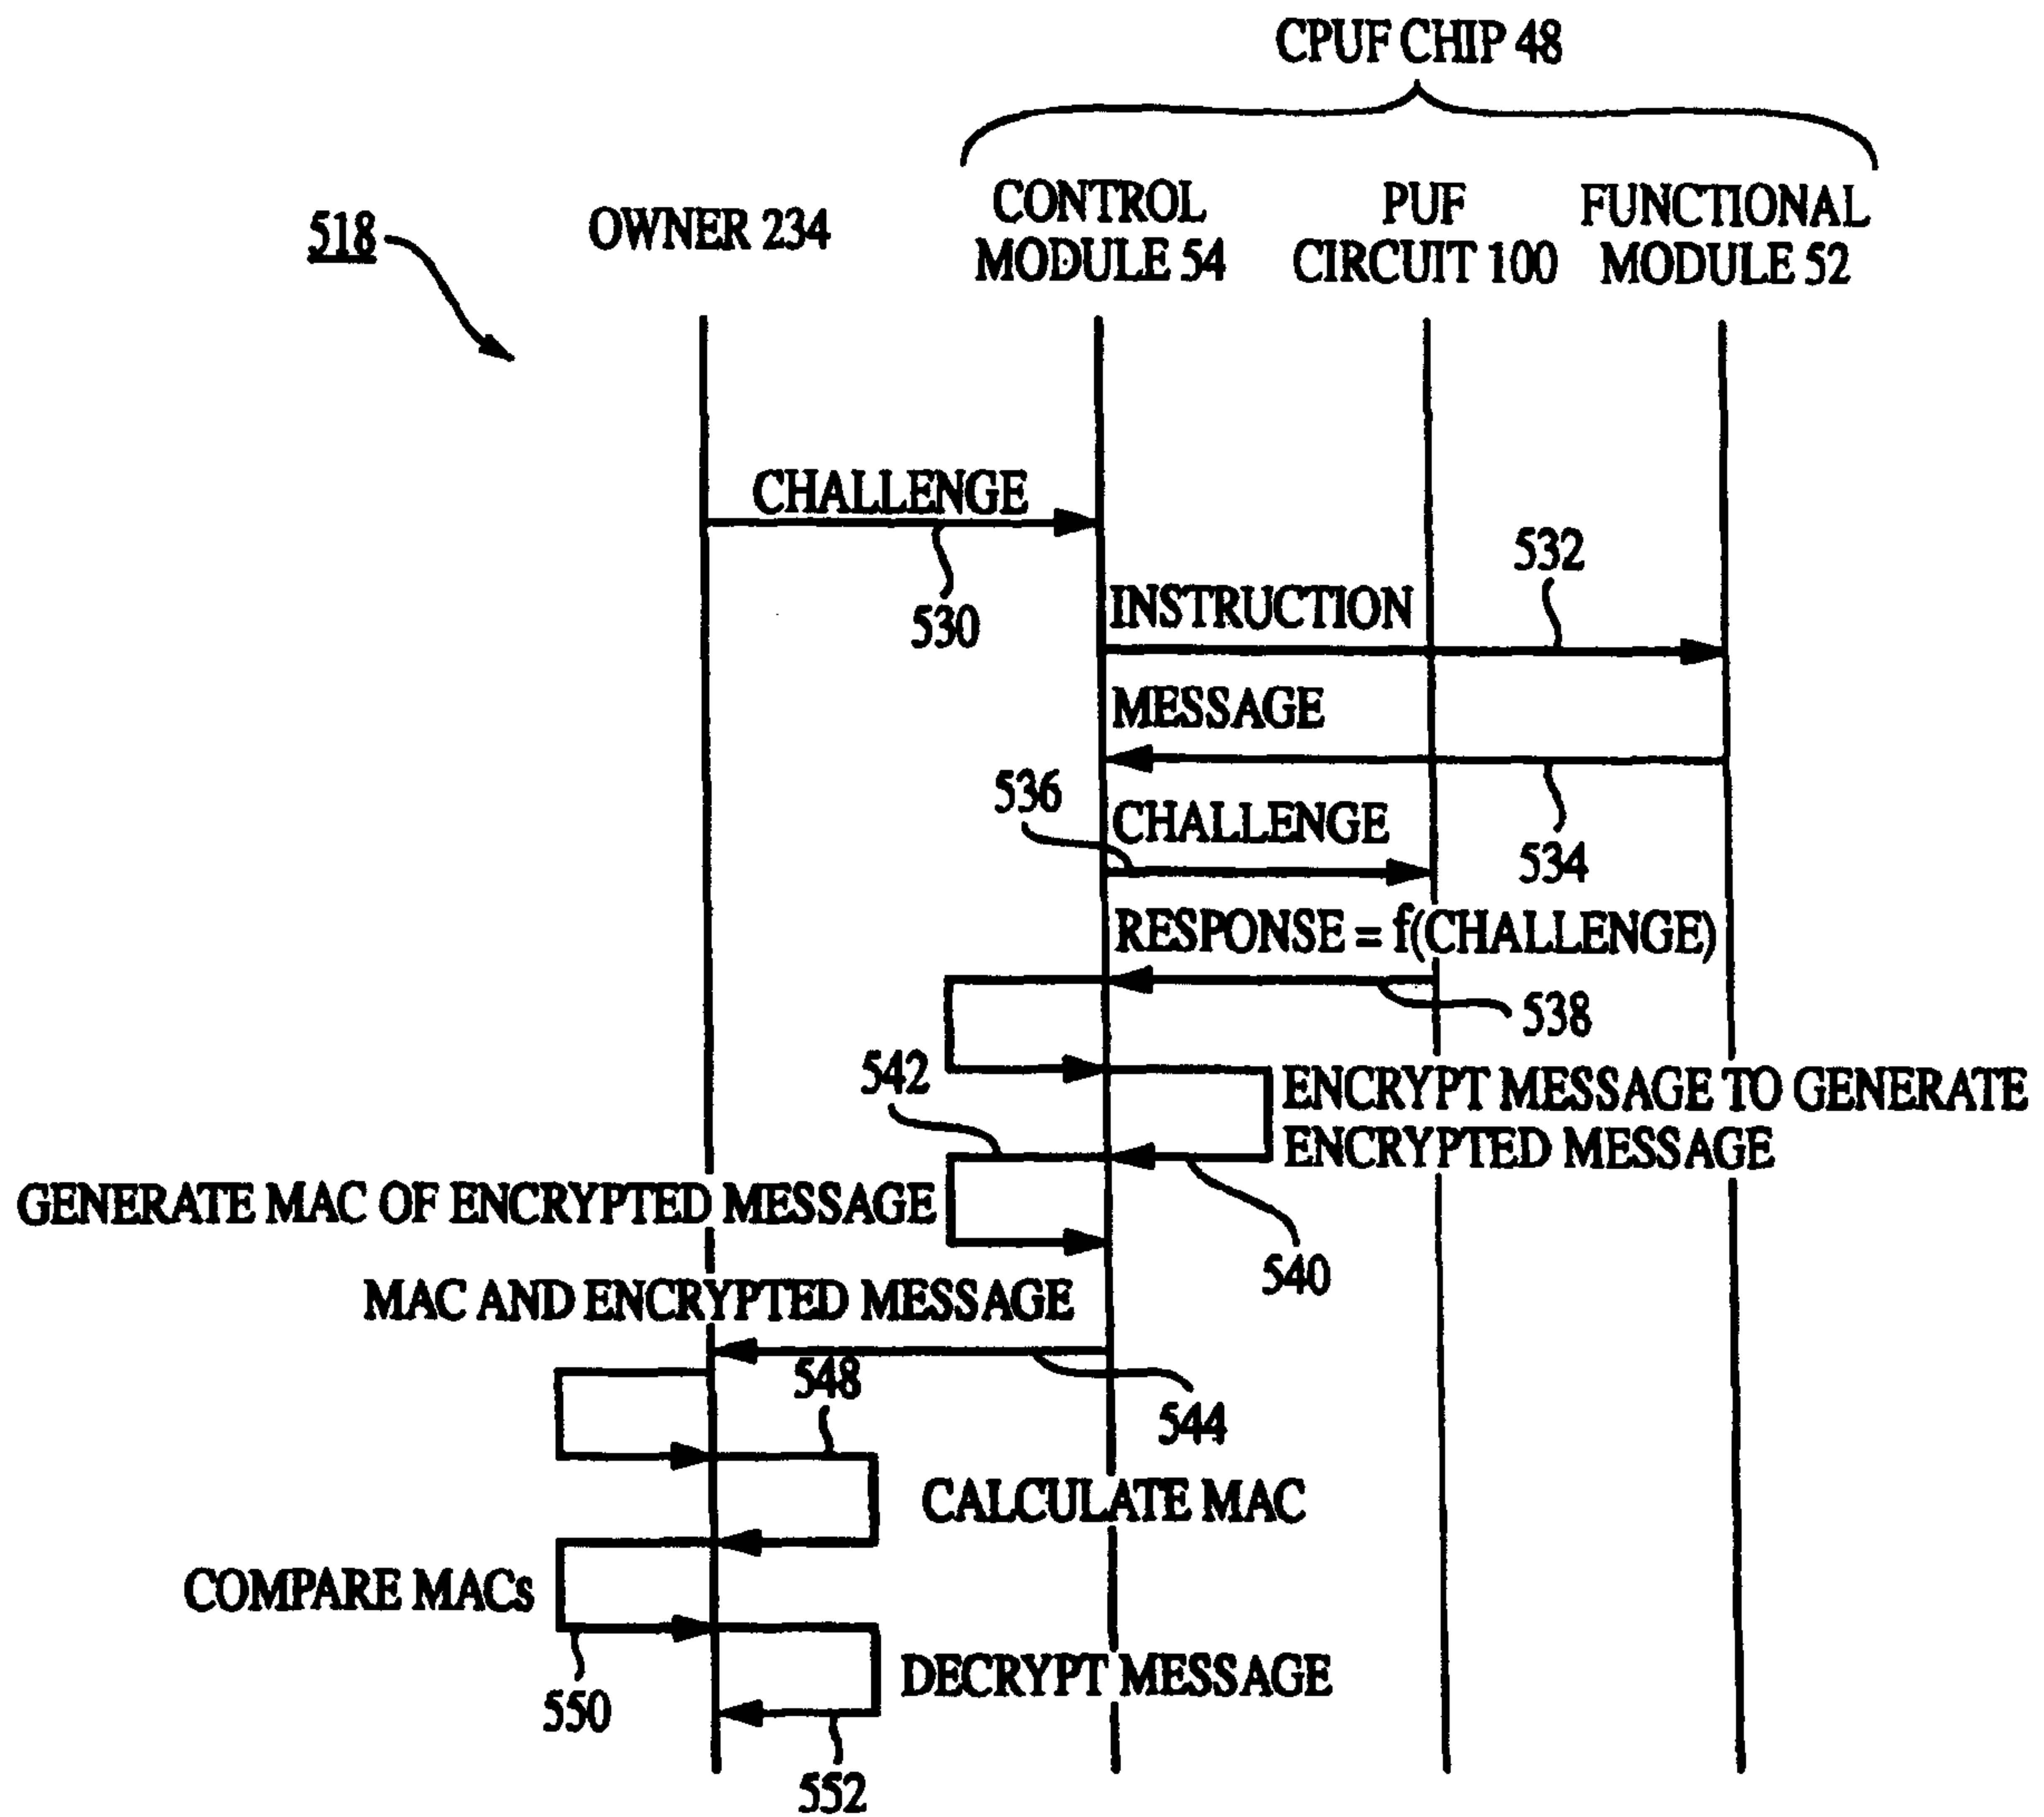 CPUF CHIP 48
518
OWNER 234
CONTROL
MODULE 54
PUF
CIRCUIT 100
FUNCTIONAL
MODULE 52
CHALLENGE
530
532
INSTRUCTION
MESSAGE
534
536
CHALLENGE
RESPONSE = f(CHALLENGE)
538
542
ENCRYPT MESSAGE TO GENERATE
ENCRYPTED MESSAGE
GENERATE MAC OF ENCRYPTED MESSAGE
540
MAC AND ENCRYPTED MESSAGE
548
544
CALCULATE MAC
COMPARE MACs
550
DECRYPT MESSAGE
552